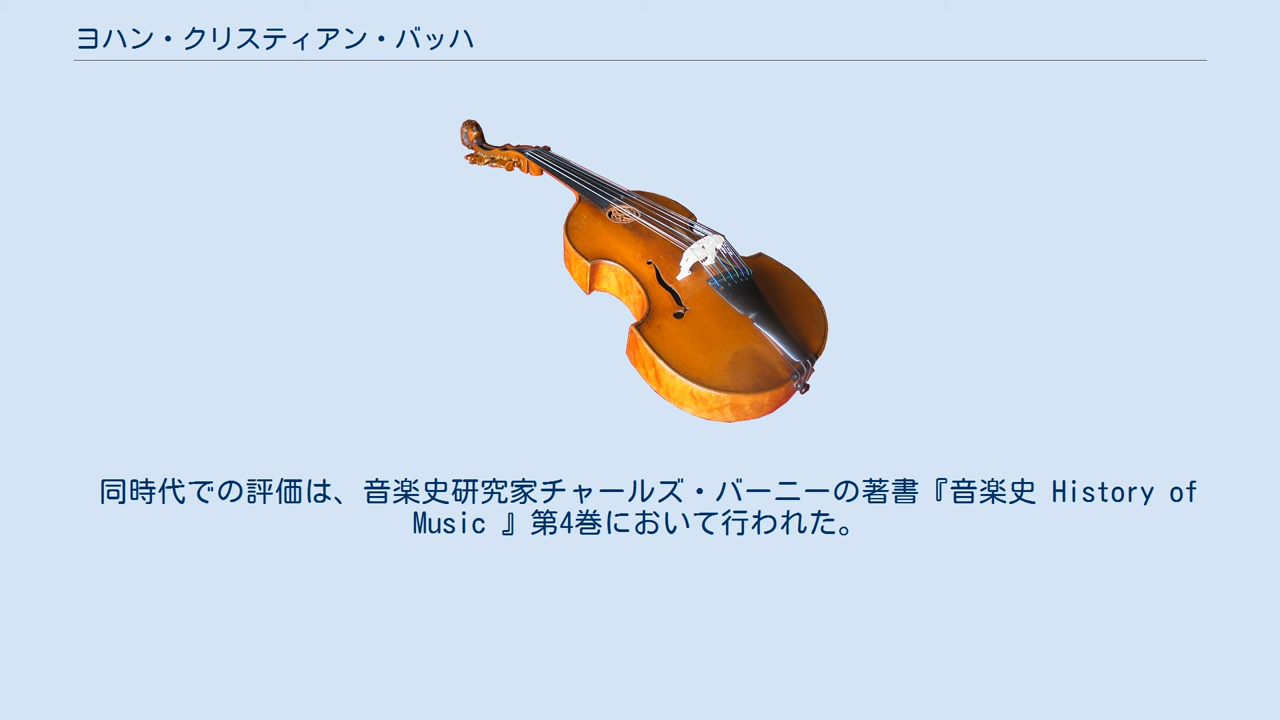 ヨハン・クリスティアン・バッハ
同時代での評価は、音楽史研究家チャールズ・バーニーの著書『音楽史 History of
Music 』第4巻において行われた。